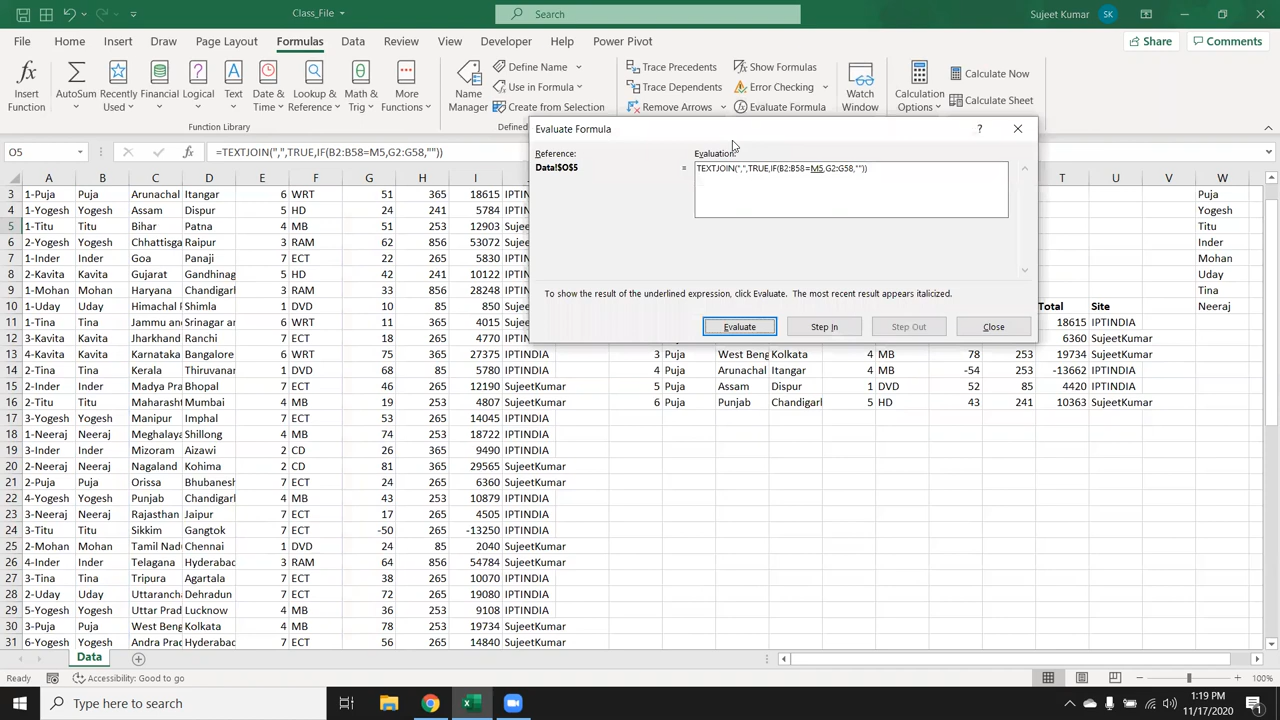 Class_File
Search
Sujeet Kumar
SK
File Home Insert Draw Page Layout Formulas Data Review View Developer Help Power Pivot
Share
Comments
Insert Function
AutoSum
Recently Used
Financial
Logical
Text
Date & Time
Lookup & Reference
Math & Trig
More Functions
Function Library
Name Manager
Define Name
Use in Formula
Create from Selection
Trace Precedents
Trace Dependents
Remove Arrows
Show Formulas
Error Checking
Evaluate Formula
Watch Window
Calculation Options
Calculate Now
Calculate Sheet
Evaluate Formula
?
Reference:
Evaluation:
Data!$O$5
=
TEXTJOIN(",",TRUE,IF(B2:B58=M5,G2:G58,""))
To show the result of the underlined expression, click Evaluate. The most recent result appears italicized.
Evaluate
Step In
Step Out
Close
O5
=TEXTJOIN(",",TRUE,IF(B2:B58=M5,G2:G58,""))
A B C D E F G H I T U V W
3 1-Puja Puja Arunachal Itangar 6 WRT 51 365 18615 IPTIND Puja
4 1-Yogesh Yogesh Assam Dispur 5 HD 24 241 5784 IPTIND Yogesh
5 1-Titu Titu Bihar Patna 4 MB 51 253 12903 Sujeet Titu
6 2-Yogesh Yogesh Chhattisga Raipur 3 RAM 62 856 53072 Sujeet Inder
7 1-Inder Inder Goa Panaji 7 ECT 22 265 5830 IPTIND Mohan
8 2-Kavita Kavita Gujarat Gandhinag 5 HD 42 241 10122 IPTIND Uday
9 1-Mohan Mohan Haryana Chandigarl 3 RAM 33 856 28248 IPTIND Tina
10 1-Uday Uday Himachal Shimla 1 DVD 10 85 850 IPTIND Total Site Neeraj
11 1-Tina Tina Jammu and Srinagar ar 6 WRT 11 365 4015 IPTIND 18615 IPTINDIA
12 3-Kavita Kavita Jharkhand Ranchi 7 ECT 18 265 4770 IPTIND 6360 SujeetKumar
13 4-Kavita Kavita Karnataka Bangalore 6 WRT 75 365 27375 IPTINDIA 3 Puja West Beng Kolkata 4 MB 78 253 19734 SujeetKumar
14 2-Tina Tina Kerala Thiruvanan 1 DVD 68 85 5780 IPTINDIA 4 Puja Arunachal Itangar 4 MB -54 253 -13662 IPTINDIA
15 2-Inder Inder Madya Pra Bhopal 7 ECT 46 265 12190 SujeetKumar 5 Puja Assam Dispur 1 DVD 52 85 4420 IPTINDIA
16 2-Titu Titu Maharasht Mumbai 4 MB 19 253 4807 SujeetKumar 6 Puja Punjab Chandigarl 5 HD 43 241 10363 SujeetKumar
17 3-Yogesh Yogesh Manipur Imphal 7 ECT 53 265 14045 IPTINDIA
18 1-Neeraj Neeraj Meghalaya Shillong 4 MB 74 253 18722 IPTINDIA
19 3-Inder Inder Mizoram Aizawi 2 CD 26 365 9490 IPTINDIA
20 2-Neeraj Neeraj Nagaland Kohima 2 CD 81 365 29565 SujeetKumar
21 2-Puja Puja Orissa Bhubanesh 7 ECT 24 265 6360 SujeetKumar
22 4-Yogesh Yogesh Punjab Chandigarl 4 MB 43 253 10879 IPTINDIA
23 3-Neeraj Neeraj Rajasthan Jaipur 7 ECT 17 265 4505 IPTINDIA
24 3-Titu Titu Sikkim Gangtok 7 ECT -50 265 -13250 IPTINDIA
25 2-Mohan Mohan Tamil Nad Chennai 1 DVD 24 85 2040 SujeetKumar
26 4-Inder Inder Telagana Hyderabad 3 RAM 64 856 54784 SujeetKumar
27 3-Tina Tina Tripura Agartala 7 ECT 38 265 10070 SujeetKumar
28 2-Uday Uday Uttarancha Dehradun 7 ECT 72 265 19080 SujeetKumar
29 5-Yogesh Yogesh Uttar Prad Lucknow 4 MB 36 253 9108 SujeetKumar
30 3-Puja Puja West Beng Kolkata 4 MB 78 253 19734 SujeetKumar
31 6-Yogesh Yogesh Andra Prad Hyderabad 7 ECT 56 265 14840 SujeetKumar
Data
Ready
Accessibility: Good to go
100%
Type here to search
1:19 PM
11/17/2020